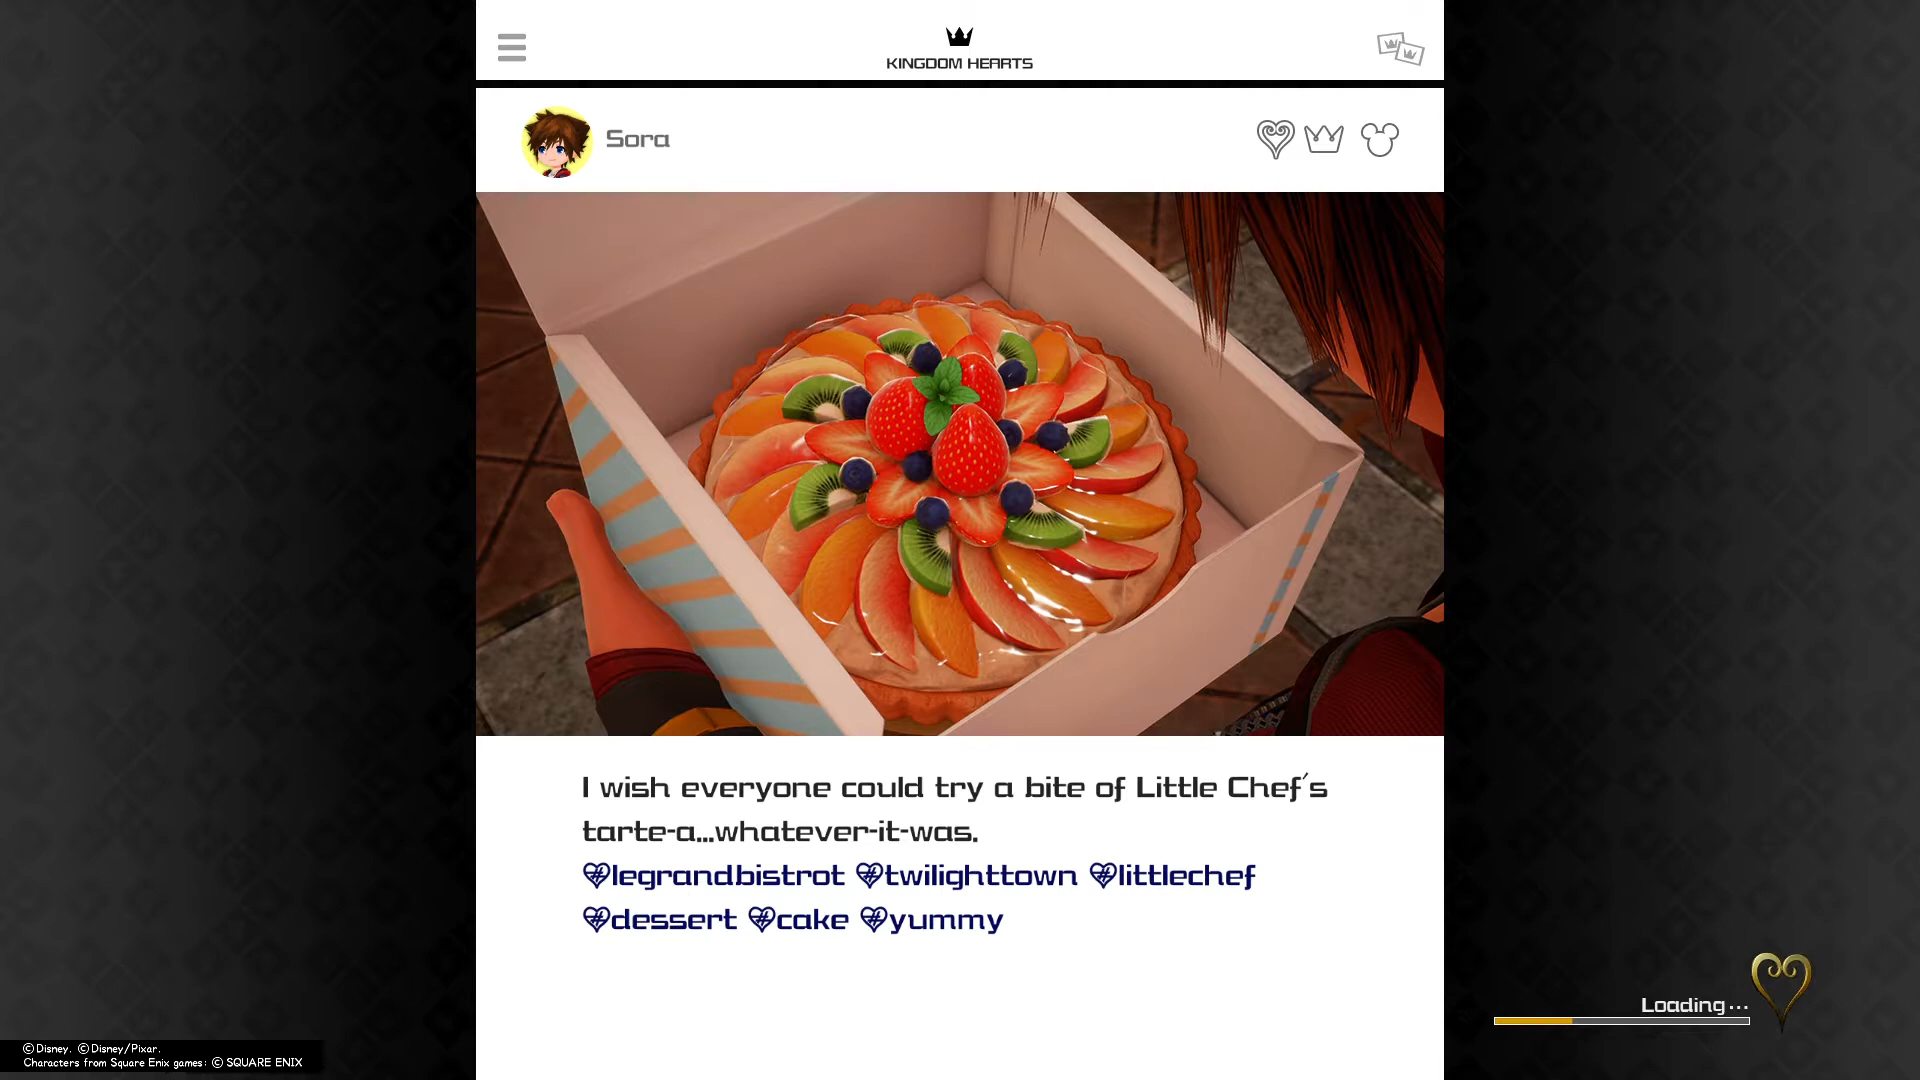 KINGDOM HEARTS
Sora
I wish everyone could try a bite of Little Chef's
tarte-a...whatever-it-was.
#legrandbistrot #twilighttown #littlechef
#dessert #cake #yummy
Loading...
©Disney. ©Disney/Pixar.
Characters from Square Enix games: © SQUARE ENIX